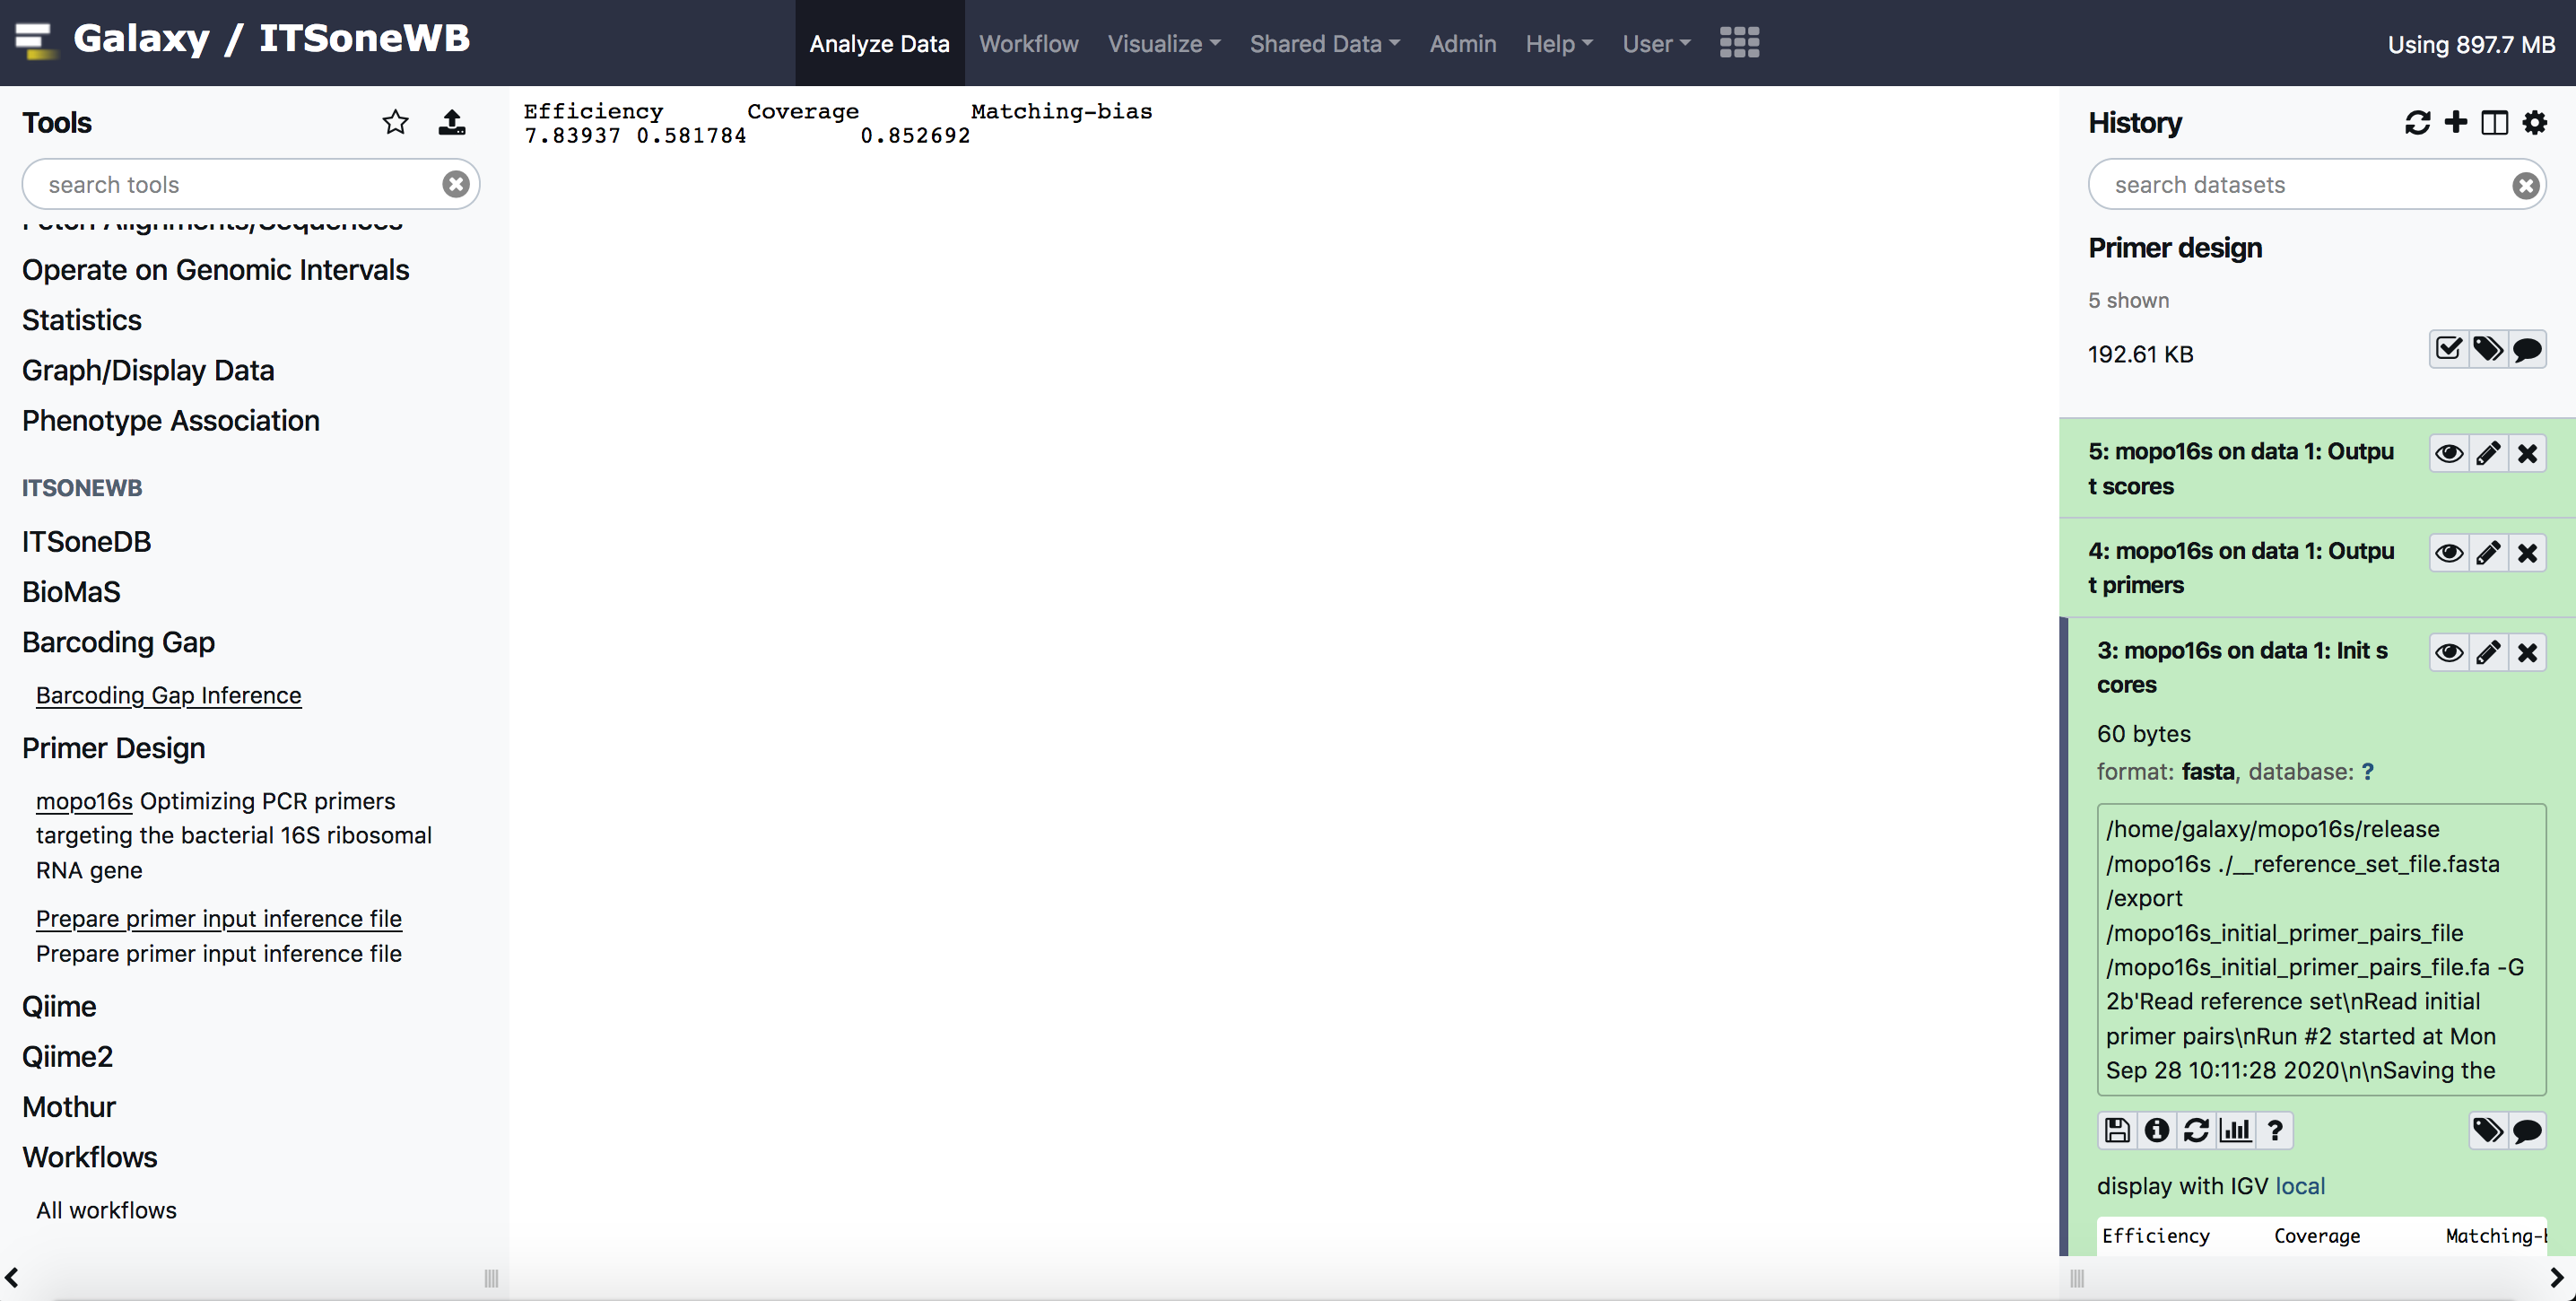 Galaxy / ITSoneWB
Analyze Data Workflow Visualize Shared Data Admin Help User
Using 897.7 MB
Tools
search tools
Fetch Alignments/Sequences
Operate on Genomic Intervals
Statistics
Graph/Display Data
Phenotype Association
ITSONEWB
ITSoneDB
BioMaS
Barcoding Gap
Barcoding Gap Inference
Primer Design
mopo16s Optimizing PCR primers
targeting the bacterial 16S ribosomal
RNA gene
Prepare primer input inference file
Prepare primer input inference file
Qiime
Qiime2
Mothur
Workflows
All workflows
Efficiency Coverage Matching-bias
7.83937 0.581784 0.852692
History
search datasets
Primer design
5 shown
192.61 KB
5: mopo16s on data 1: Outpu
t scores
4: mopo16s on data 1: Outpu
t primers
3: mopo16s on data 1: Init s
cores
60 bytes
format: fasta, database: ?
/home/galaxy/mopo16s/release
/mopo16s ./__reference_set_file.fasta
/export
/mopo16s_initial_primer_pairs_file
/mopo16s_initial_primer_pairs_file.fa -G
2b'Read reference set\nRead initial
primer pairs\nRun #2 started at Mon
Sep 28 10:11:28 2020\n\nSaving the
display with IGV local
Efficiency Coverage Matching-b